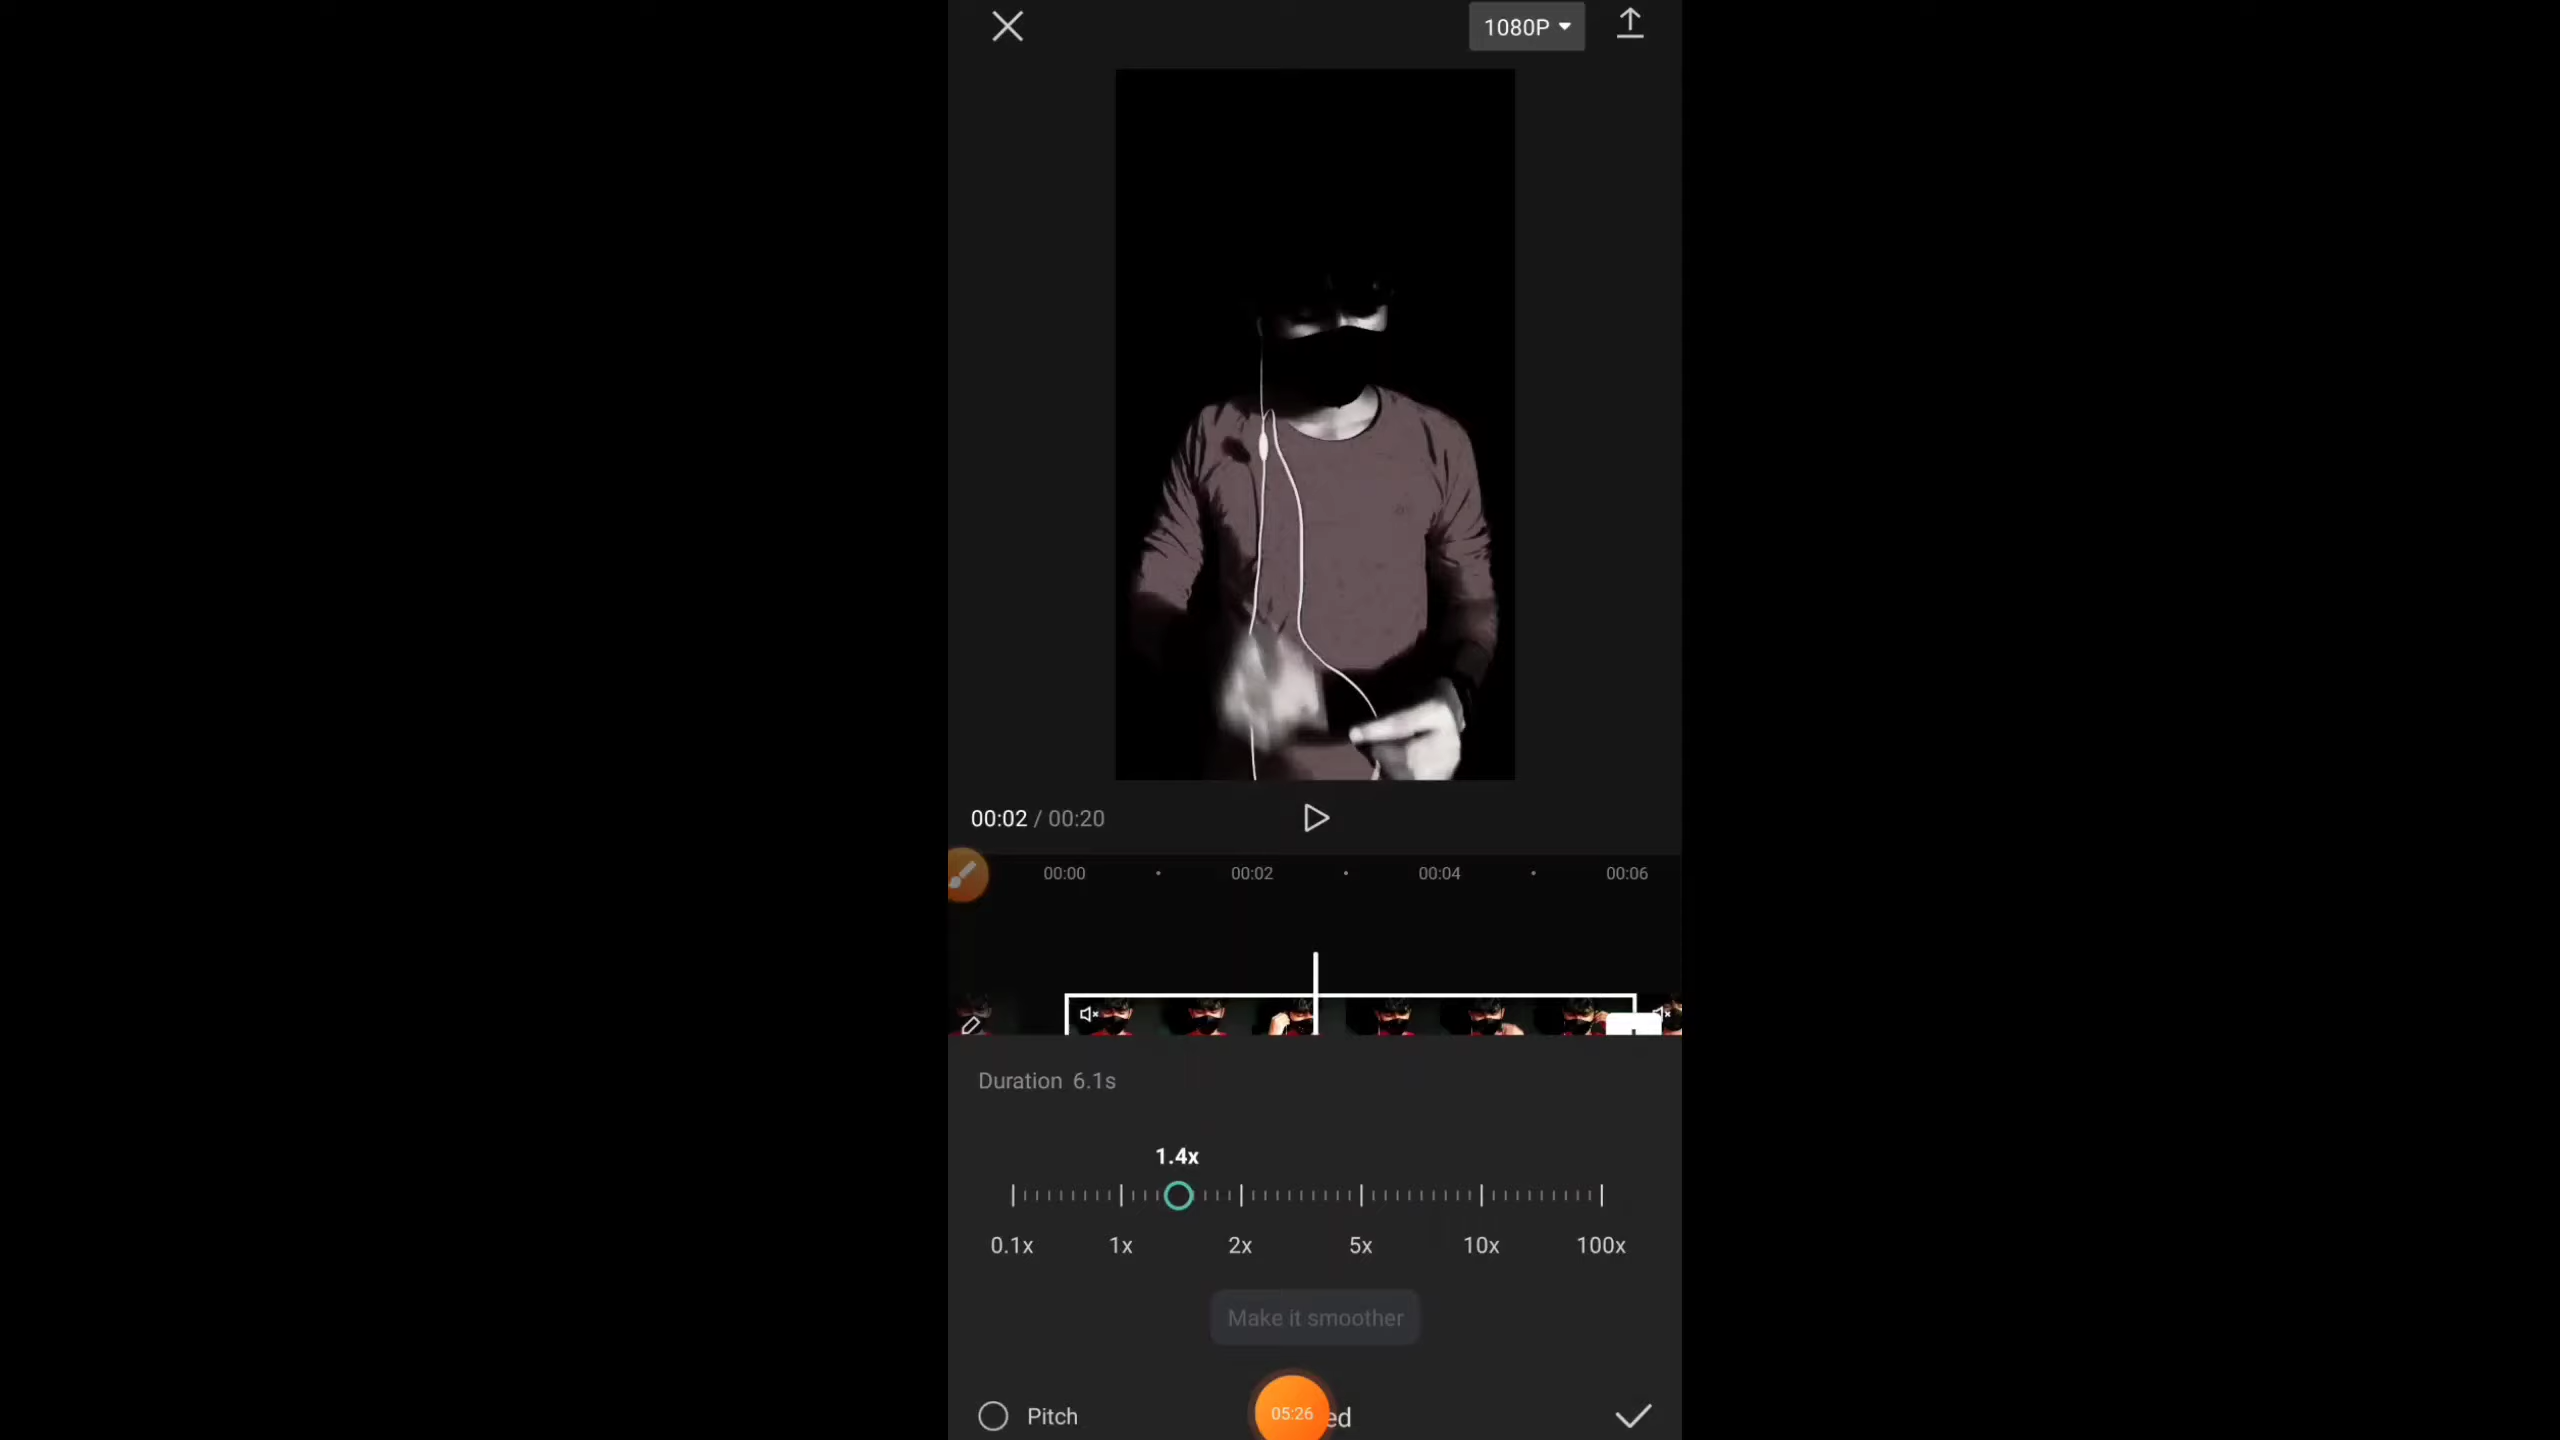 1080P
00:02 / 00:20
00:00 00:02 00:04 00:06
Duration 6.1s
1.4x
0.1x 1x 2x 5x 10x 100x
Make it smoother
Pitch 05:26 ed